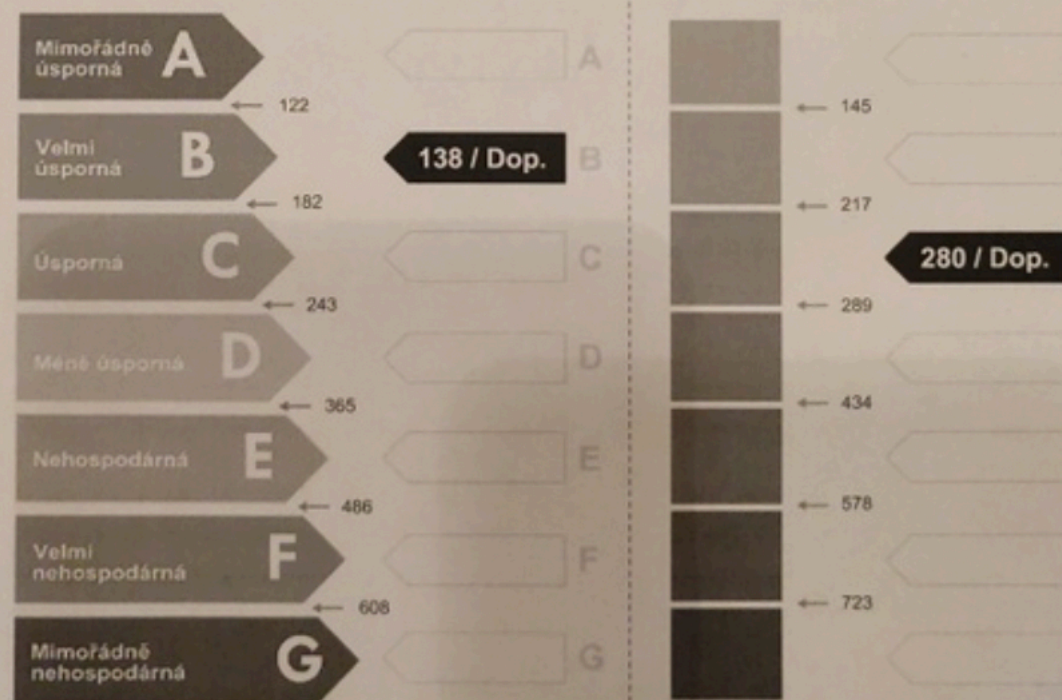 Mimořádně
úsporná
A
A
122
145
Velmi
úsporná
B
138 / Dop.
B
182
217
Úsporná
C
C
280 / Dop.
243
289
Méně úsporná
D
D
365
434
Nehospodárná
E
E
486
578
Velmi
nehospodárná
F
F
608
723
Mimořádně
nehospodárná
G
G